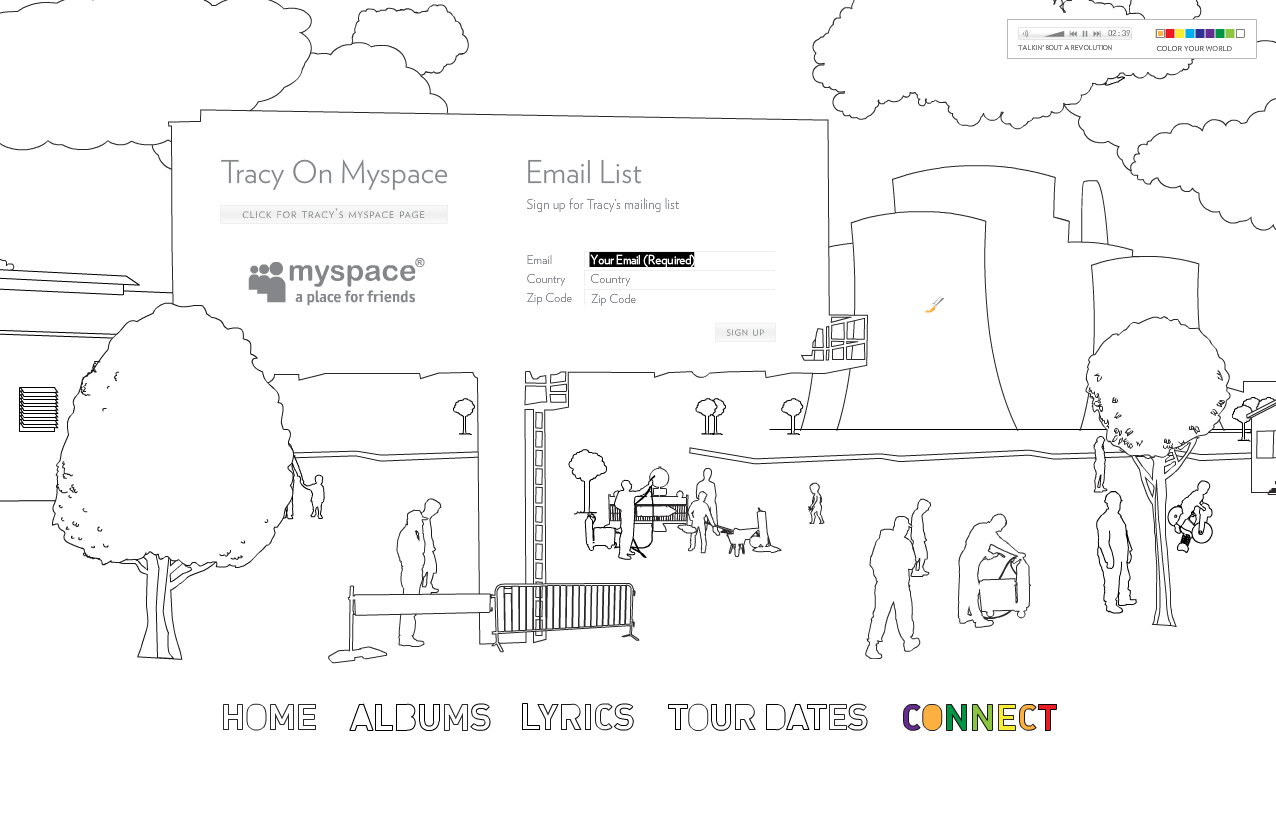 02:39
TALKIN' BOUT A REVOLUTION
COLOR YOUR WORLD
Tracy On Myspace
CLICK FOR TRACY'S MYSPACE PAGE
myspace®
a place for friends
Email List
Sign up for Tracy's mailing list
Email Your Email (Required)
Country Country
Zip Code Zip Code
SIGN UP
HOME ALBUMS LYRICS TOUR DATES CONNECT